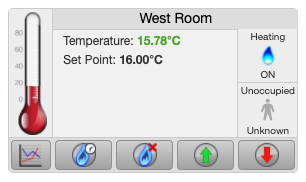 West Room
80
60
40
20
0
Temperature: 15.78°C
Set Point: 16.00°C
Heating
ON
Unoccupied
Unknown